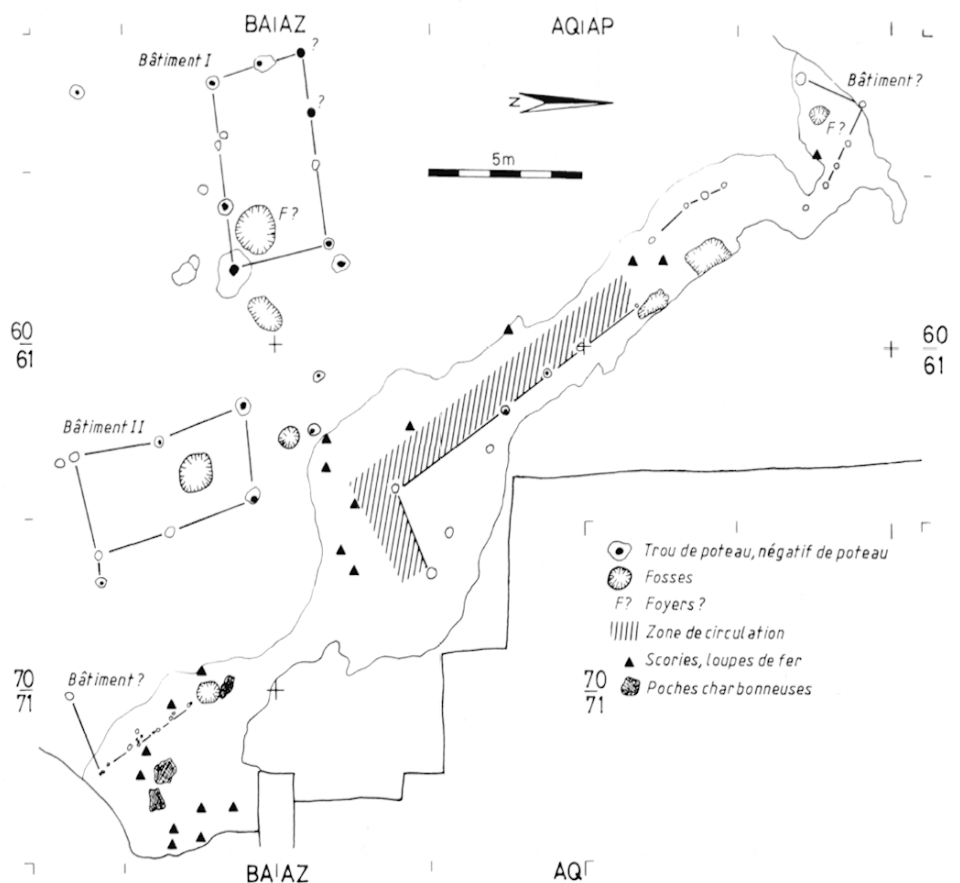 BA AZ
AQ AP
Bâtiment I
?
Bâtiment ?
N
?
F?
5m
F?
60
61
60
61
Bâtiment II
Trou de poteau, négatif de poteau
Fosses
F? Foyers ?
Zone de circulation
Scories, loupes de fer
Poches charbonneuses
70
71
Bâtiment ?
70
71
BA AZ
AQ